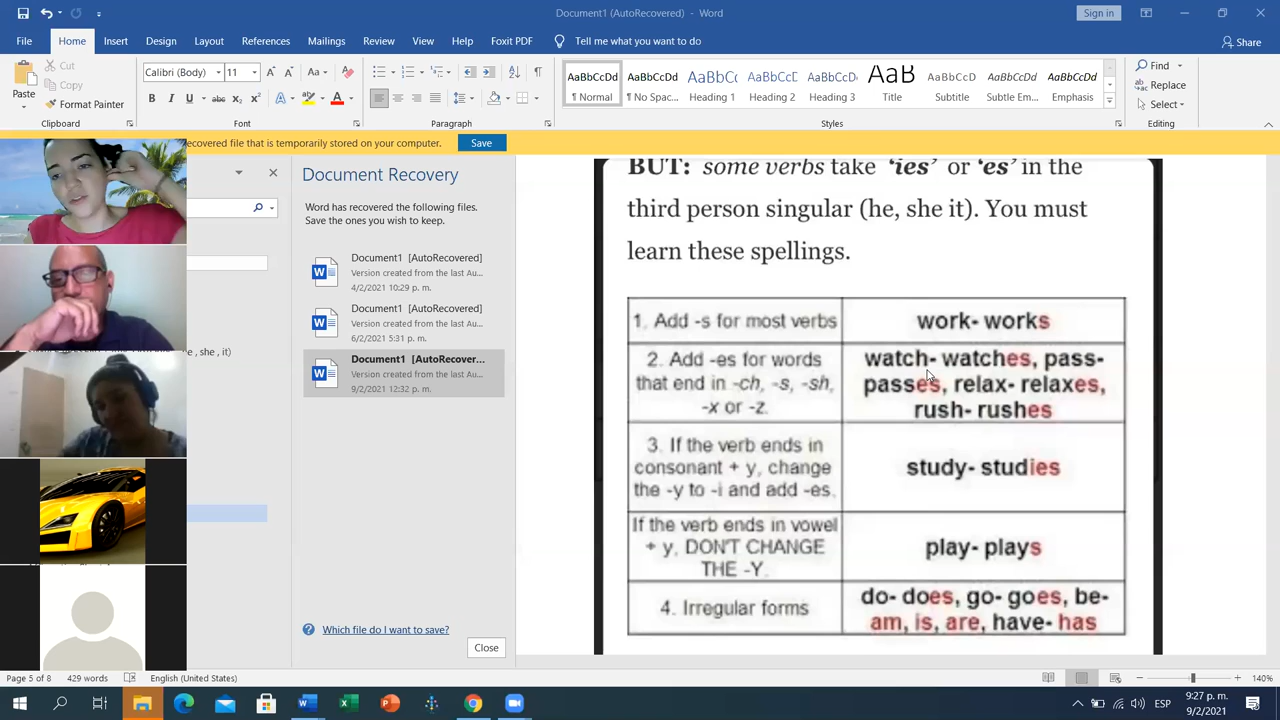 Document1 (AutoRecovered) - Word
Sign in
File Home Insert Design Layout References Mailings Review View Help Foxit PDF Tell me what you want to do Share
Paste
Cut
Copy
Format Painter
Clipboard
Calibri (Body) 11
Font
Paragraph
AaBbCcDd AaBbCcDd AaBbC AaBbCcD AaBbCcD AaB AaBbCcD AaBbCcDd AaBbCcDd
¶ Normal ¶ No Spac... Heading 1 Heading 2 Heading 3 Title Subtitle Subtle Em... Emphasis
Styles
Find
Replace
Select
Editing
ecovered file that is temporarily stored on your computer. Save
Document Recovery
Word has recovered the following files.
Save the ones you wish to keep.
Document1 [AutoRecovered]
Version created from the last Au...
4/2/2021 10:29 p. m.
Document1 [AutoRecovered]
Version created from the last Au...
6/2/2021 5:31 p. m.
Document1 [AutoRecover...
Version created from the last Au...
9/2/2021 12:32 p. m.
Which file do I want to save?
Close
, she , it)
BUT: some verbs take ‘ies’ or ‘es’ in the
third person singular (he, she it). You must
learn these spellings.
1. Add -s for most verbs
work- works
2. Add -es for words
that end in -ch, -s, -sh,
-x or -z.
watch- watches, pass-
passes, relax- relaxes,
rush- rushes
3. If the verb ends in
consonant + y, change
the -y to -i and add -es.
study- studies
If the verb ends in vowel
+ y, DON'T CHANGE
THE -Y.
play- plays
4. Irregular forms
do- does, go- goes, be-
am, is, are, have- has
Page 5 of 8 429 words English (United States) 140%
ESP
9:27 p. m.
9/2/2021